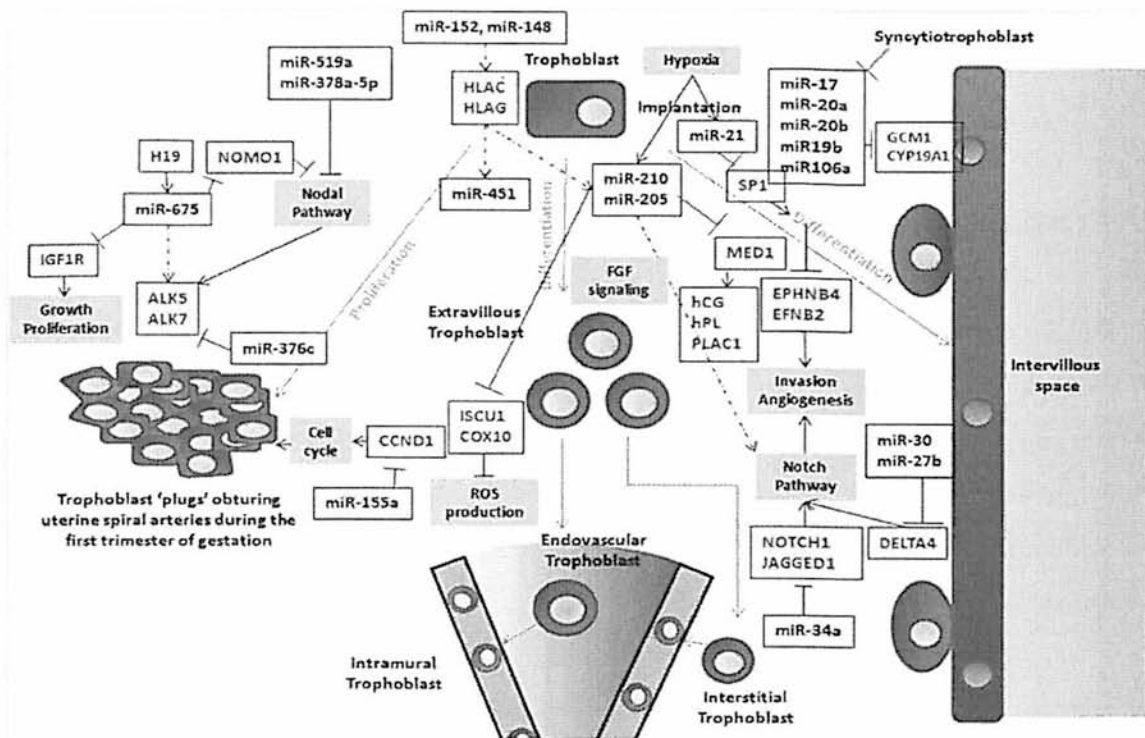 miR-152, miR-148
Syncytiotrophoblast
miR-519a
miR-378a-5p
Trophoblast
Hypoxia
HLAC
HLAG
miR-17
miR-20a
miR-20b
miR19b
miR106a
Implantation
miR-21
GCM1
CYP19A1
H19
NOMO1
miR-451
miR-210
miR-205
SP1
Nodal
Pathway
miR-675
Differentiation
Differentiation
Proliferation
IGF1R
MED1
FGF
signaling
ALK5
ALK7
Growth
Proliferation
Extravillous
Trophoblast
hCG
hPL
PLAC1
EPHNB4
EFNB2
miR-376c
Intervillous
space
Invasion
Angiogenesis
ISCU1
COX10
Cell
cycle
CCND1
miR-30
miR-27b
Notch
Pathway
miR-155a
ROS
production
Trophoblast 'plugs' obturing
uterine spiral arteries during the
first trimester of gestation
Endovascular
Trophoblast
NOTCH1
JAGGED1
DELTA4
miR-34a
Intramural
Trophoblast
Interstitial
Trophoblast